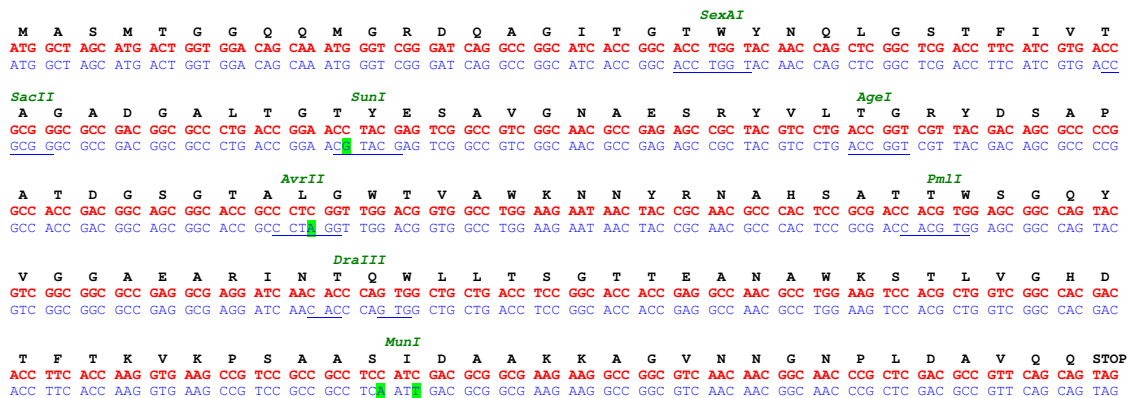 SexAI
M A S M T G G Q Q M G R D Q A G I T G T W Y N Q L G S T F I V T
ATG GCT AGC ATG ACT GGT GGA CAG CAA ATG GGT CGG GAT CAG GCC GGC ATC ACC GGC ACC TGG TAC AAC CAG CTC GGC TCG ACC TTC ATC GTG ACC
ATG GCT AGC ATG ACT GGT GGA CAG CAA ATG GGT CGG GAT CAG GCC GGC ATC ACC GGC ACC TGG TAC AAC CAG CTC GGC TCG ACC TTC ATC GTG ACC
SacII SunI AgeI
A G A D G A L T G T Y E S A V G N A E S R Y V L T G R Y D S A P
GCG GGC GCC GAC GGC GCC CTG ACC GGA ACC TAC GAG TCG GCC GTC GGC AAC GCC GAG AGC CGC TAC GTC CTG ACC GGT CGT TAC GAC AGC GCC CCG
GCG GGC GCC GAC GGC GCC CTG ACC GGA ACG TAC GAG TCG GCC GTC GGC AAC GCC GAG AGC CGC TAC GTC CTG ACC GGT CGT TAC GAC AGC GCC CCG
AvrII PmlI
A T D G S G T A L G W T V A W K N N Y R N A H S A T T W S G Q Y
GCC ACC GAC GGC AGC GGC ACC GCC CTC GGT TGG ACG GTG GCC TGG AAG AAT AAC TAC CGC AAC GCC CAC TCC GCG ACC ACG TGG AGC GGC CAG TAC
GCC ACC GAC GGC AGC GGC ACC GCC CTA GGT TGG ACG GTG GCC TGG AAG AAT AAC TAC CGC AAC GCC CAC TCC GCG ACC ACG TGG AGC GGC CAG TAC
DraIII
V G G A E A R I N T Q W L L T S G T T E A N A W K S T L V G H D
GTC GGC GGC GCC GAG GCG AGG ATC AAC ACC CAG TGG CTG CTG ACC TCC GGC ACC ACC GAG GCC AAC GCC TGG AAG TCC ACG CTG GTC GGC CAC GAC
GTC GGC GGC GCC GAG GCG AGG ATC AAC ACC CAG TGG CTG CTG ACC TCC GGC ACC ACC GAG GCC AAC GCC TGG AAG TCC ACG CTG GTC GGC CAC GAC
MunI
T F T K V K P S A A S I D A A K K A G V N N G N P L D A V Q Q STOP
ACC TTC ACC AAG GTG AAG CCG TCC GCC GCC TCC ATC GAC GCG GCG AAG AAG GCC GGC GTC AAC AAC GGC AAC CCG CTC GAC GCC GTT CAG CAG TAG
ACC TTC ACC AAG GTG AAG CCG TCC GCC GCC TCA ATT GAC GCG GCG AAG AAG GCC GGC GTC AAC AAC GGC AAC CCG CTC GAC GCC GTT CAG CAG TAG